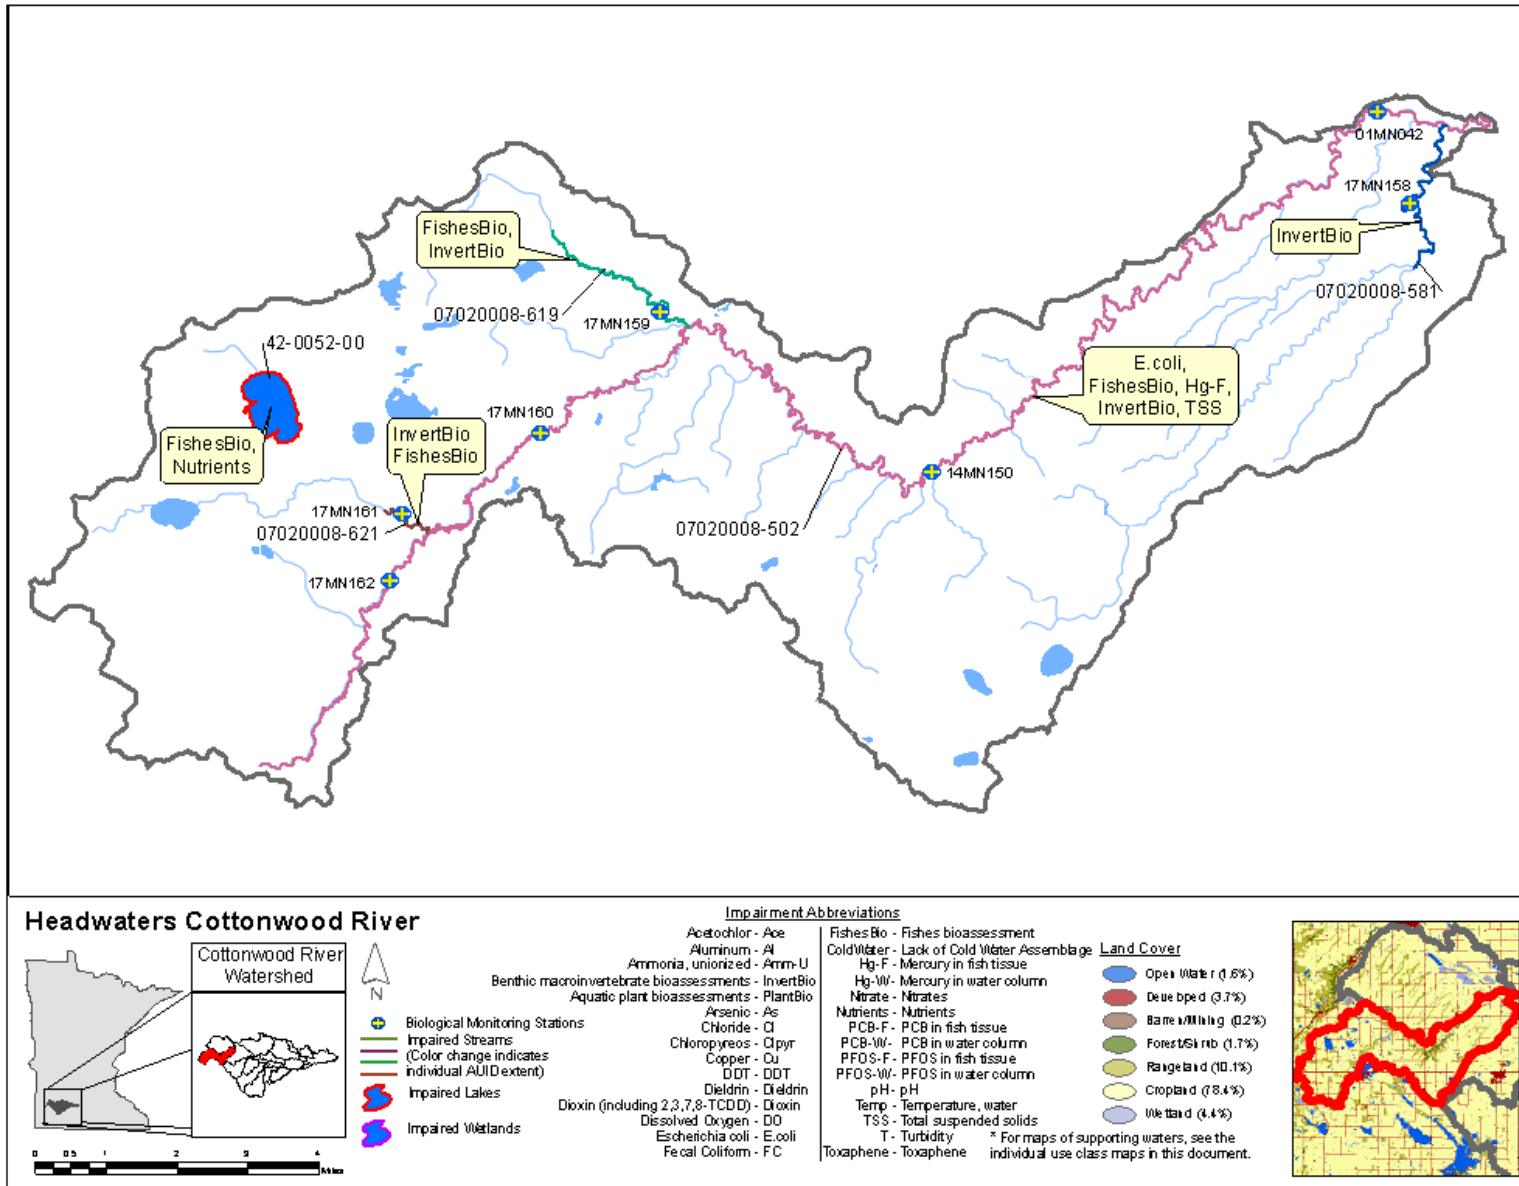 01MN042
17MN158
InvertBio
07020008-581
FishesBio,
InvertBio
07020008-619
17MN159
42-0052-00
E.coli,
FishesBio, Hg-F,
InvertBio, TSS
17MN160
InvertBio
FishesBio
FishesBio,
Nutrients
14MN150
17MN161
07020008-621
07020008-502
17MN162
Headwaters Cottonwood River
Cottonwood River
Watershed
N
Biological Monitoring Stations
Impaired Streams
(Color change indicates
individual AUID extent)
Impaired Lakes
Impaired Wetlands
0 0.5 1 2 3 4
Miles
Impairment Abbreviations
Acetochlor - Ace
Aluminum - Al
Ammonia, unionized - Amm-U
Benthic macroinvertebrate bioassessments - InvertBio
Aquatic plant bioassessments - PlantBio
Arsenic - As
Chloride - Cl
Chloropyreos - Clpyr
Copper - Cu
DDT - DDT
Dieldrin - Dieldrin
Dioxin (including 2,3,7,8-TCDD) - Dioxin
Dissolved Oxygen - DO
Escherichia coli - E.coli
Fecal Coliform - FC
FishesBio - Fishes bioassessment
ColdWater - Lack of Cold Water Assemblage
Hg-F - Mercury in fish tissue
Hg-W - Mercury in water column
Nitrate - Nitrates
Nutrients - Nutrients
PCB-F - PCB in fish tissue
PCB-W - PCB in water column
PFOS-F - PFOS in fish tissue
PFOS-W - PFOS in water column
pH - pH
Temp - Temperature, water
TSS - Total suspended solids
T - Turbidity
Toxaphene - Toxaphene
* For maps of supporting waters, see the
individual use class maps in this document.
Land Cover
Open Water (1.6%)
Developed (3.7%)
Barren/Mining (0.2%)
Forest/Shrub (1.7%)
Rangeland (10.1%)
Cropland (78.4%)
Wetland (4.4%)